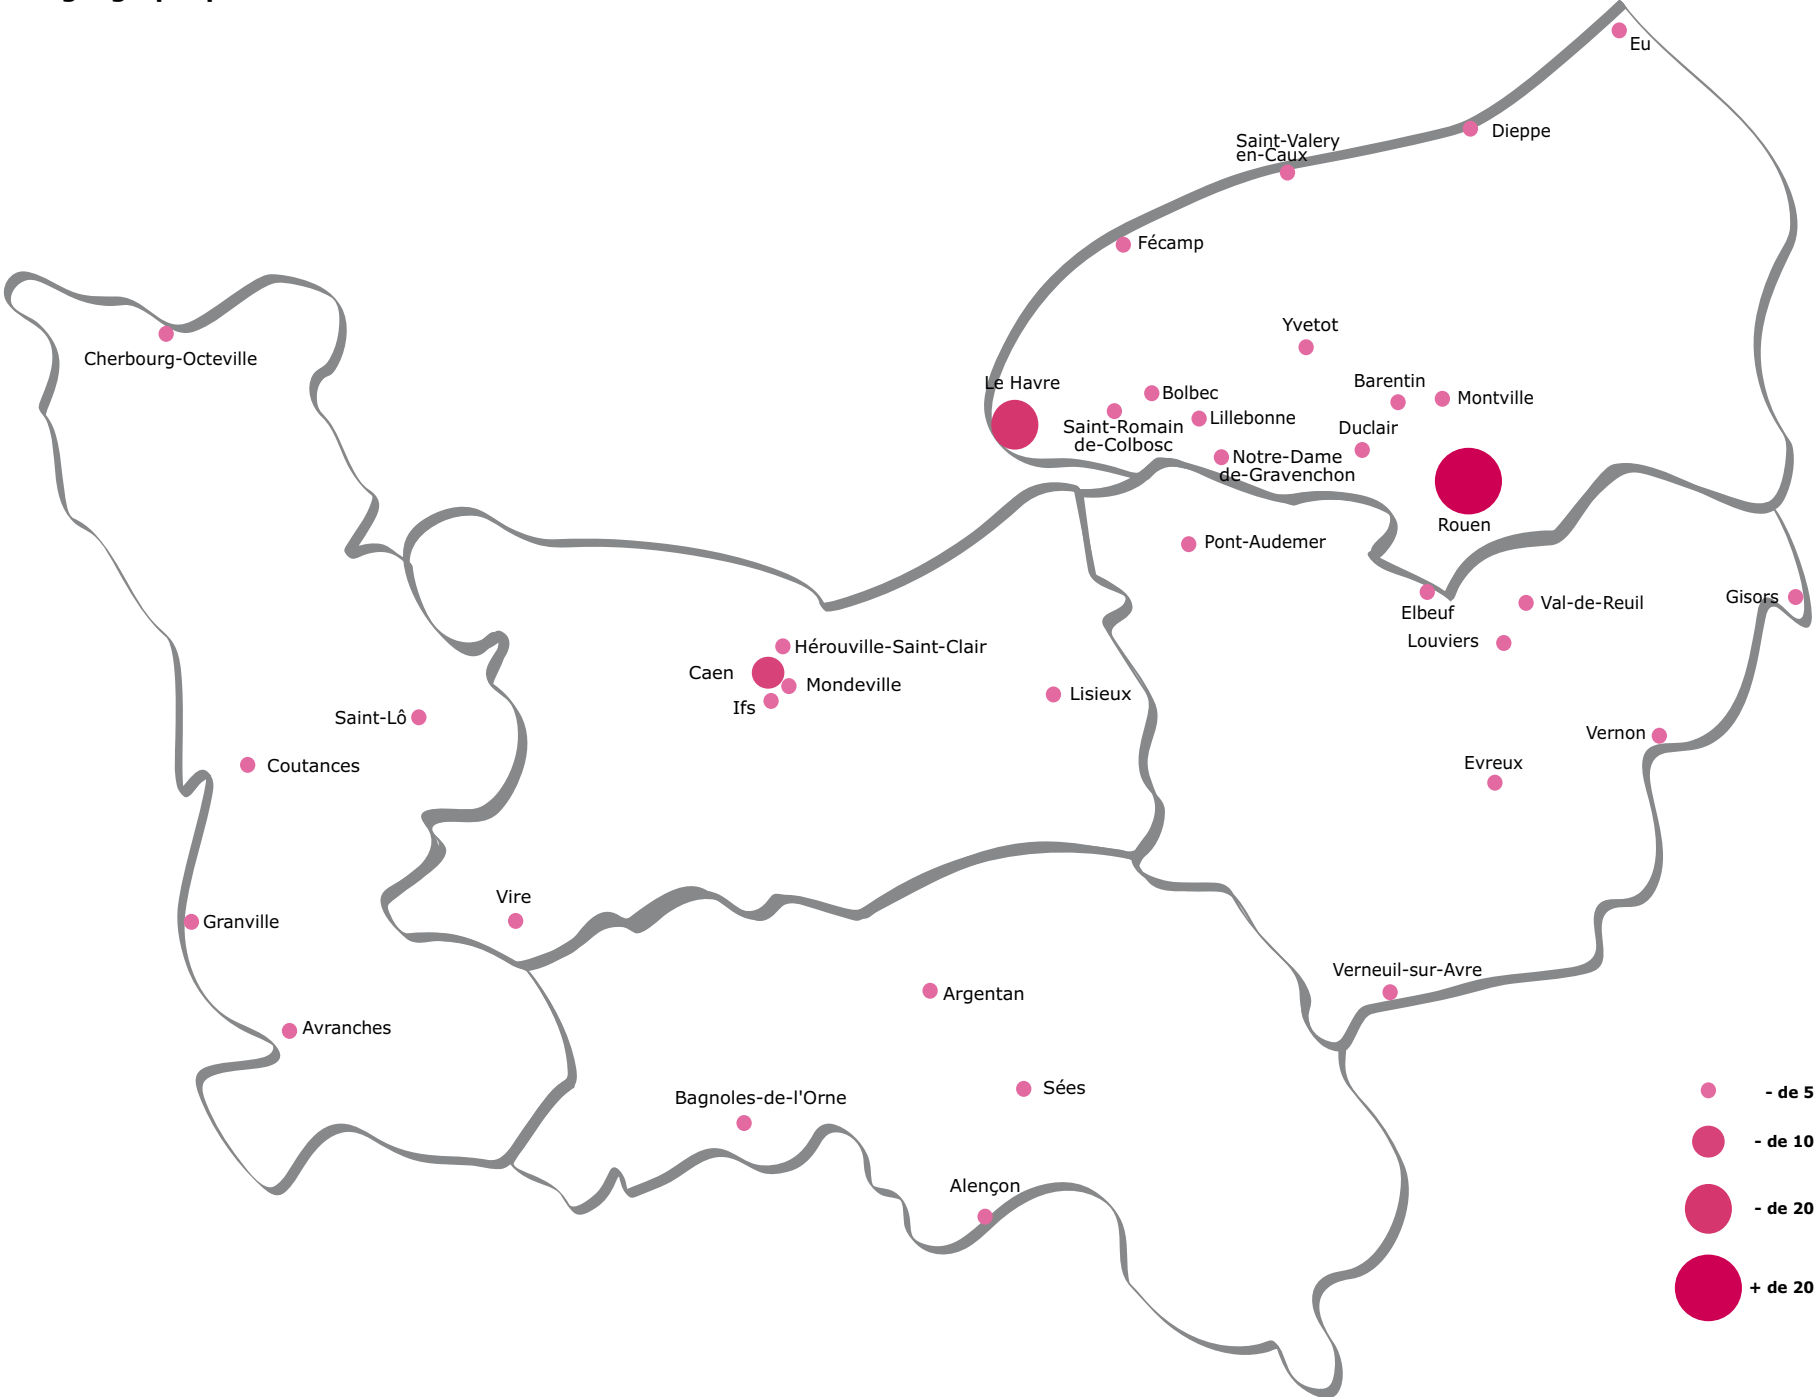 Eu
Dieppe
Saint-Valery
en-Caux
Fécamp
Yvetot
Cherbourg-Octeville
Le Havre
Bolbec
Barentin
Montville
Lillebonne
Saint-Romain
de-Colbosc
Duclair
Notre-Dame
de-Gravenchon
Rouen
Pont-Audemer
Gisors
Elbeuf
Val-de-Reuil
Louviers
Hérouville-Saint-Clair
Caen
Mondeville
Ifs
Lisieux
Saint-Lô
Coutances
Vernon
Evreux
Vire
Granville
Verneuil-sur-Avre
Argentan
Avranches
Sées
Bagnoles-de-l'Orne
Alençon
- de 5
- de 10
- de 20
+ de 20